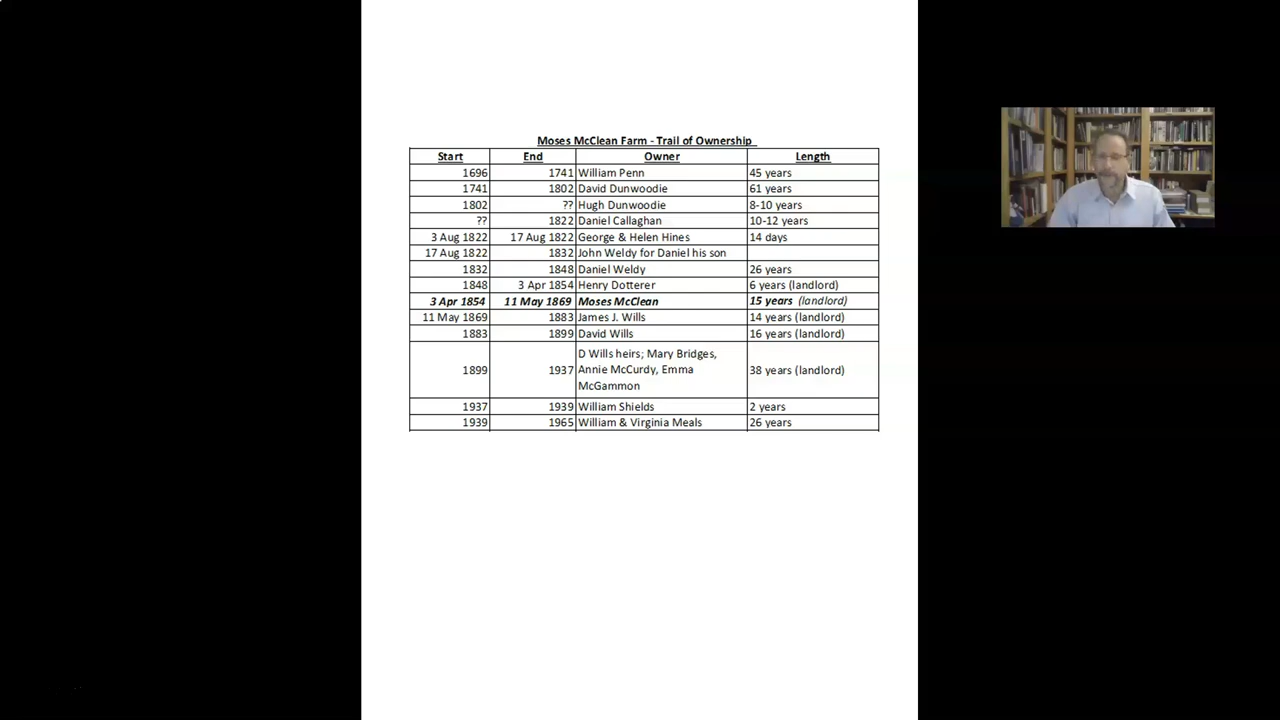 Moses McClean Farm - Trail of Ownership
Start End Owner Length
1696 1741 William Penn 45 years
1741 1802 David Dunwoodie 61 years
1802 ?? Hugh Dunwoodie 8-10 years
?? 1822 Daniel Callaghan 10-12 years
3 Aug 1822 17 Aug 1822 George & Helen Hines 14 days
17 Aug 1822 1832 John Weldy for Daniel his son
1832 1848 Daniel Weldy 26 years
1848 3 Apr 1854 Henry Dotterer 6 years (landlord)
3 Apr 1854 11 May 1869 Moses McClean 15 years (landlord)
11 May 1869 1883 James J. Wills 14 years (landlord)
1883 1899 David Wills 16 years (landlord)
1899 1937 D Wills heirs; Mary Bridges,
Annie McCurdy, Emma
McGammon 38 years (landlord)
1937 1939 William Shields 2 years
1939 1965 William & Virginia Meals 26 years